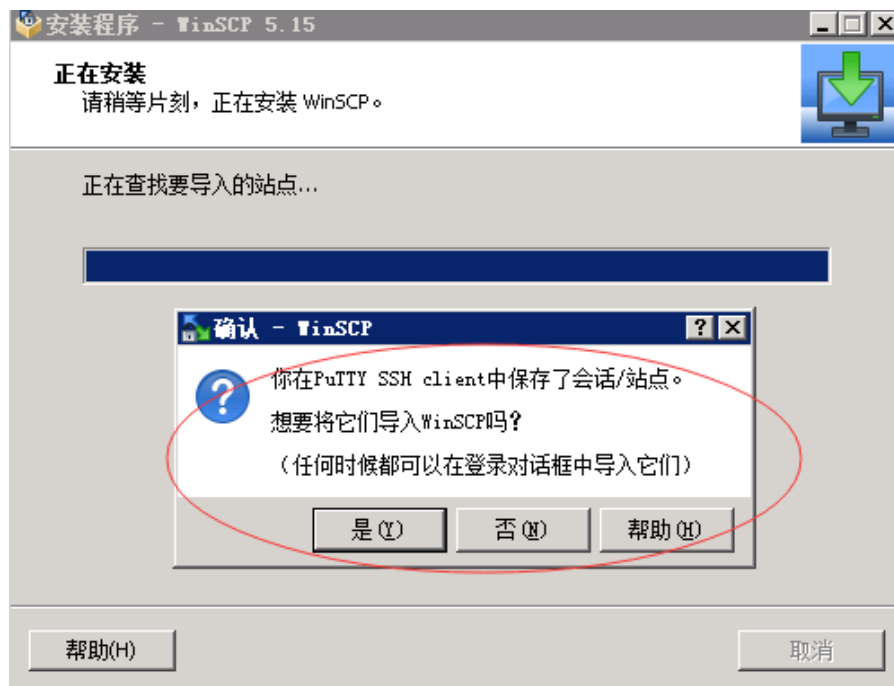 安装程序 - WinSCP 5.15
正在安装
请稍等片刻，正在安装 WinSCP。
正在查找要导入的站点...
确认 - WinSCP
你在PuTTY SSH client中保存了会话/站点。
想要将它们导入WinSCP吗?
（任何时候都可以在登录对话框中导入它们）
是(Y) 否(N) 帮助(H)
帮助(H) 取消